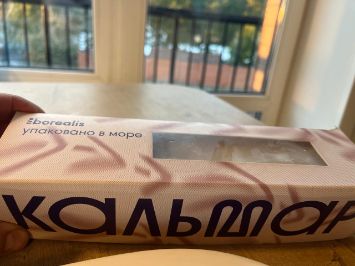 borealis
упаковано в море
кальмар